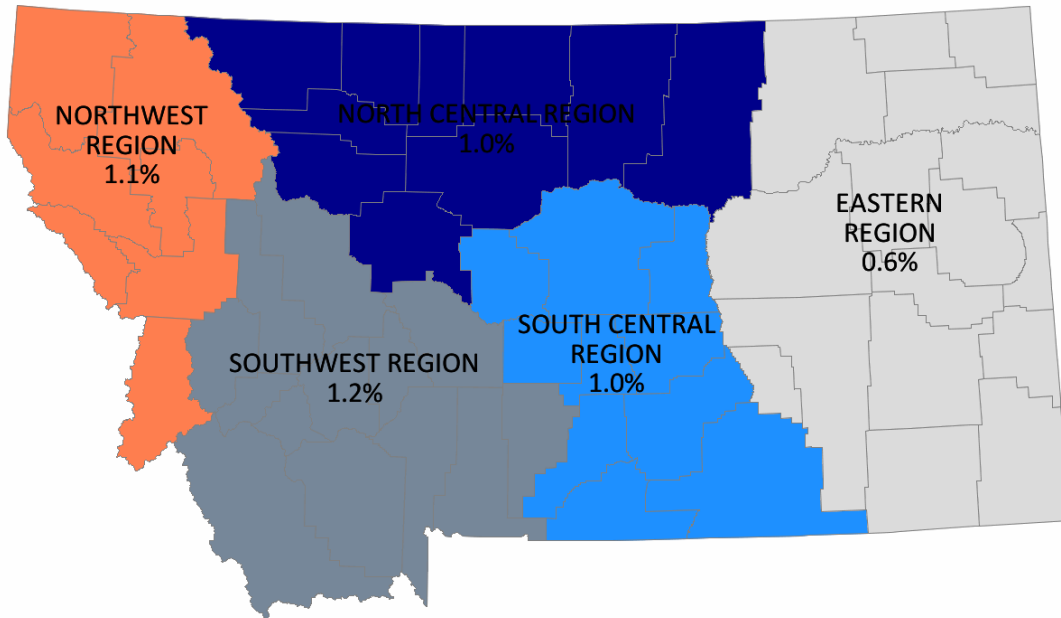 NORTHWEST
REGION
1.1%
NORTH CENTRAL REGION
1.0%
EASTERN
REGION
0.6%
SOUTHWEST REGION
1.2%
SOUTH CENTRAL
REGION
1.0%